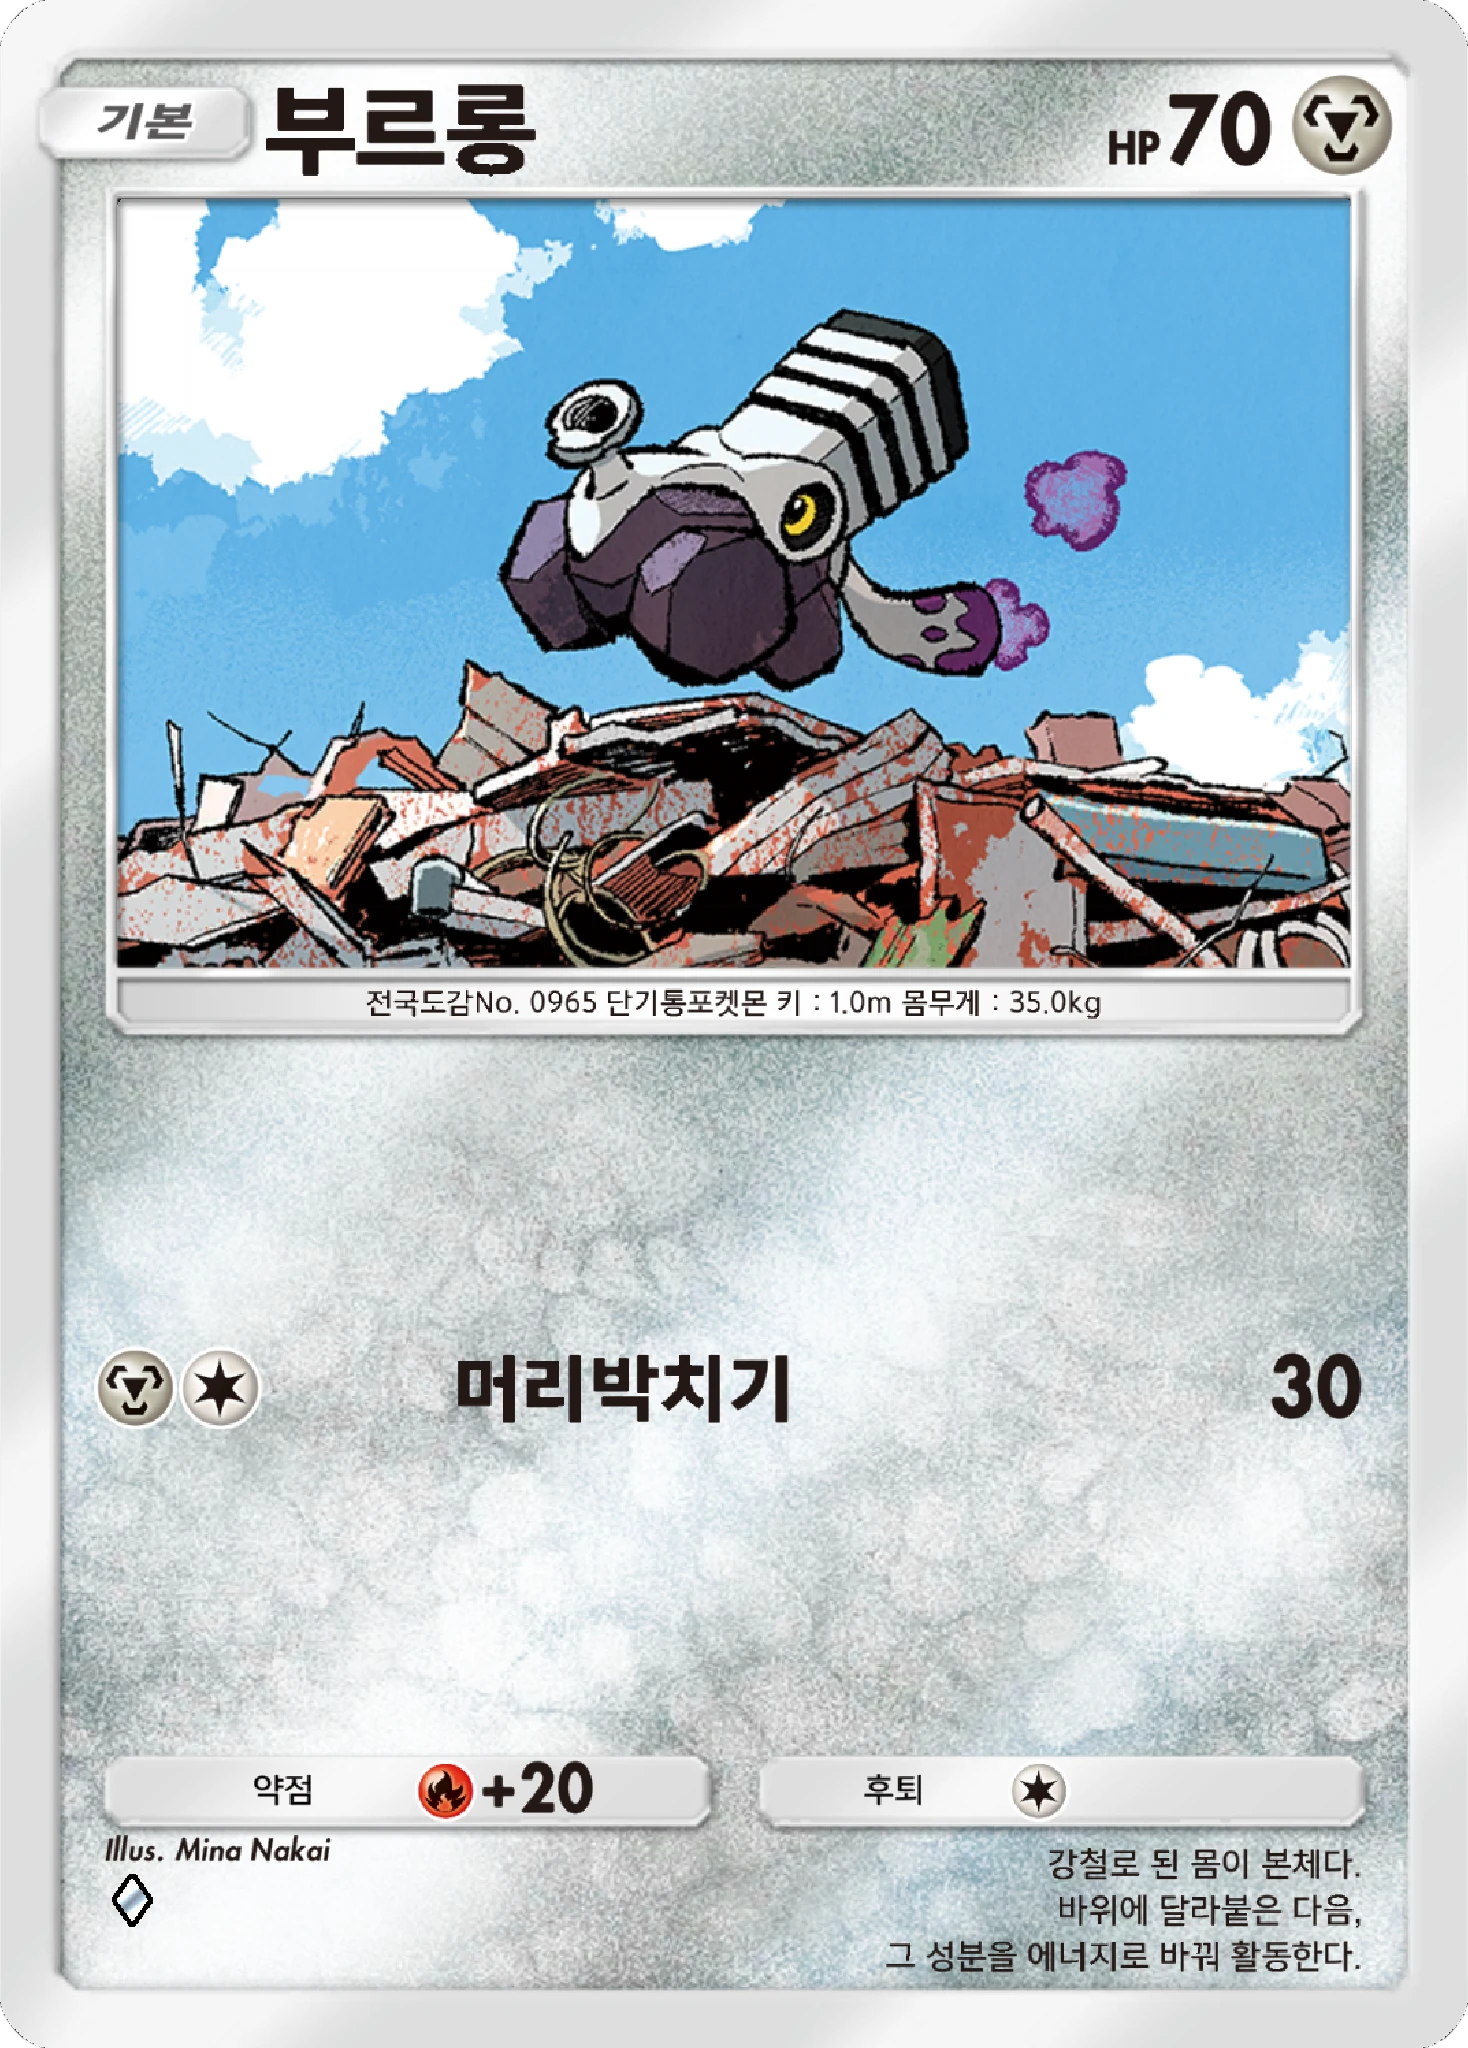 기본 부르롱 HP 70
전국도감No. 0965 단기통포켓몬 키 : 1.0m 몸무게 : 35.0kg
머리박치기 30
약점 +20 후퇴
Illus. Mina Nakai
강철로 된 몸이 본체다.
바위에 달라붙은 다음,
그 성분을 에너지로 바꿔 활동한다.